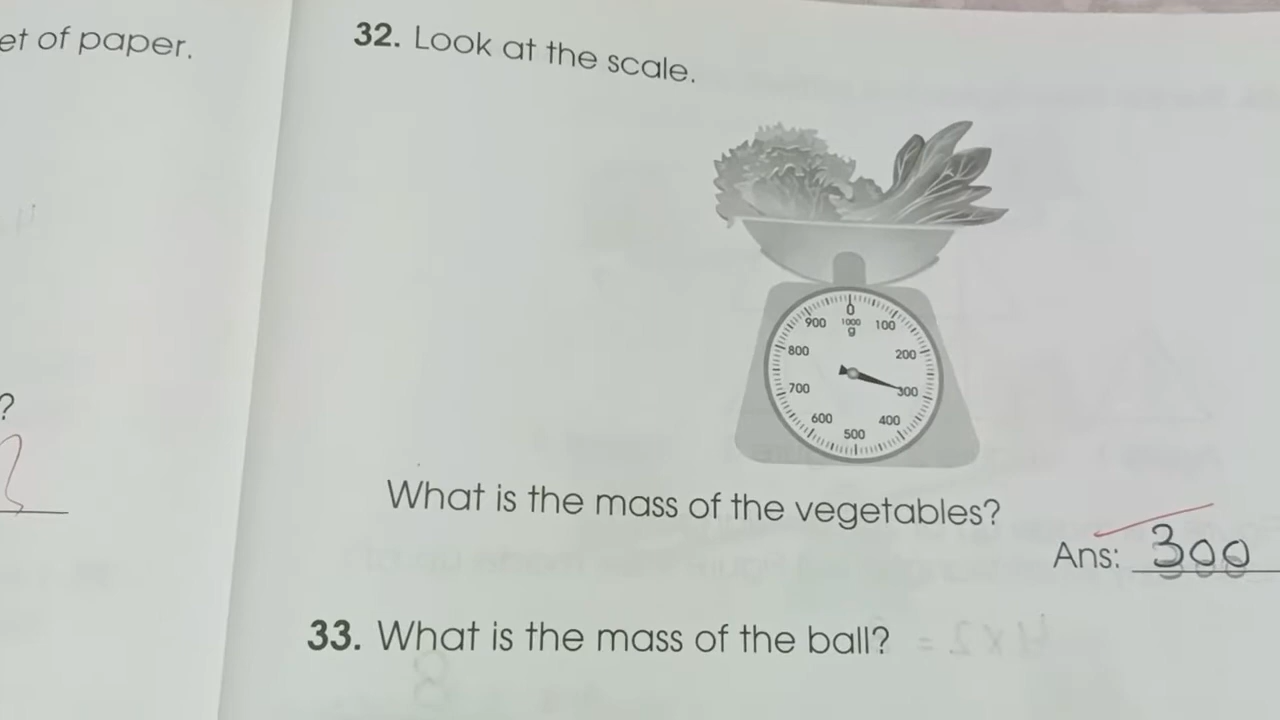 et of paper.
32. Look at the scale.
0
1000
g
900
100
800
200
700
300
600
400
500
?
What is the mass of the vegetables?
Ans: 300
33. What is the mass of the ball?